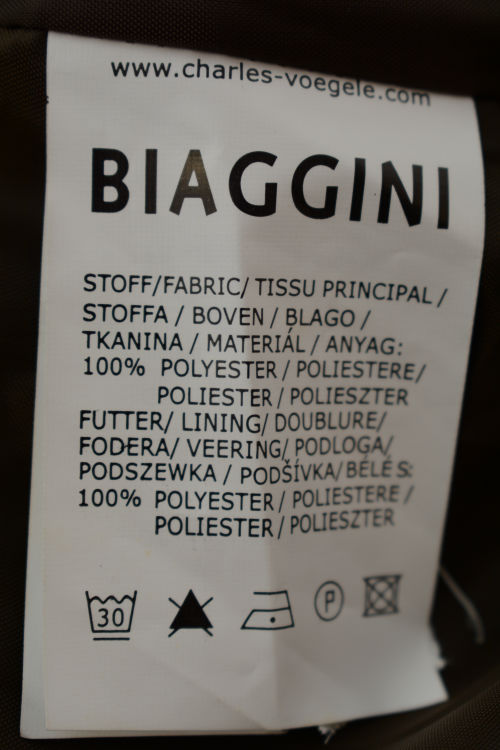 www.charles-voegele.com
BIAGGINI
STOFF/FABRIC/ TISSU PRINCIPAL /
STOFFA / BOVEN / BLAGO /
TKANINA / MATERIÁL / ANYAG:
100% POLYESTER / POLIESTERE/
POLIESTER / POLIESZTER
FUTTER/ LINING/ DOUBLURE/
FODERA/ VEERING/ PODLOGA/
PODSZEWKA / PODŠÍVKA/BÉLÉS:
100% POLYESTER / POLIESTERE /
POLIESTER / POLIESZTER
30 P